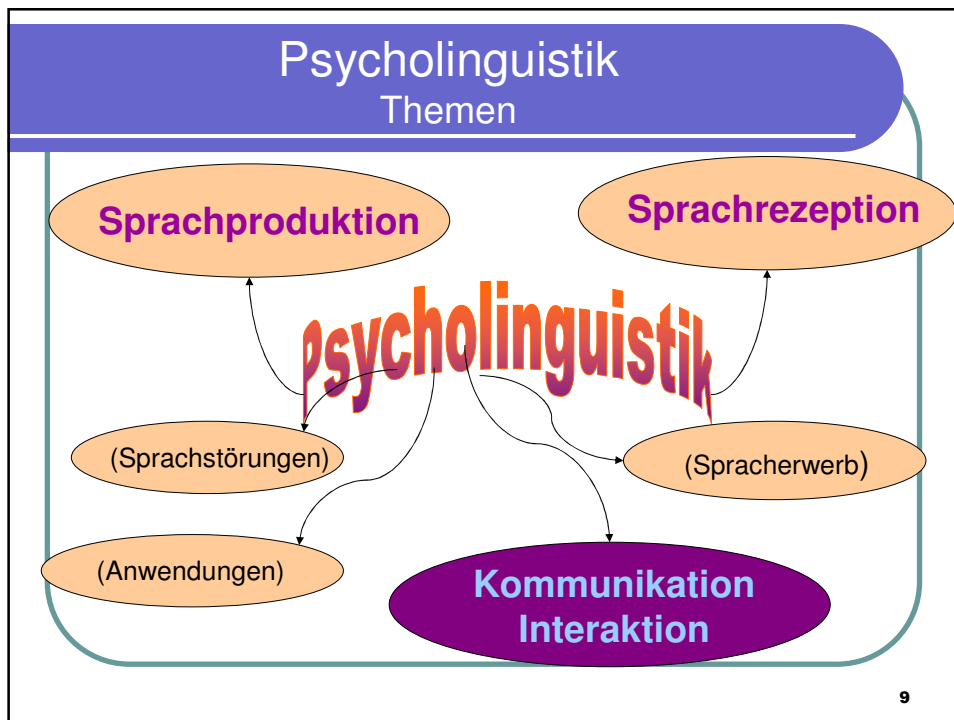 Psycholinguistik
Themen
Sprachproduktion
Sprachrezeption
Psycholinguistik
(Sprachstörungen)
(Spracherwerb)
(Anwendungen)
Kommunikation
Interaktion
9